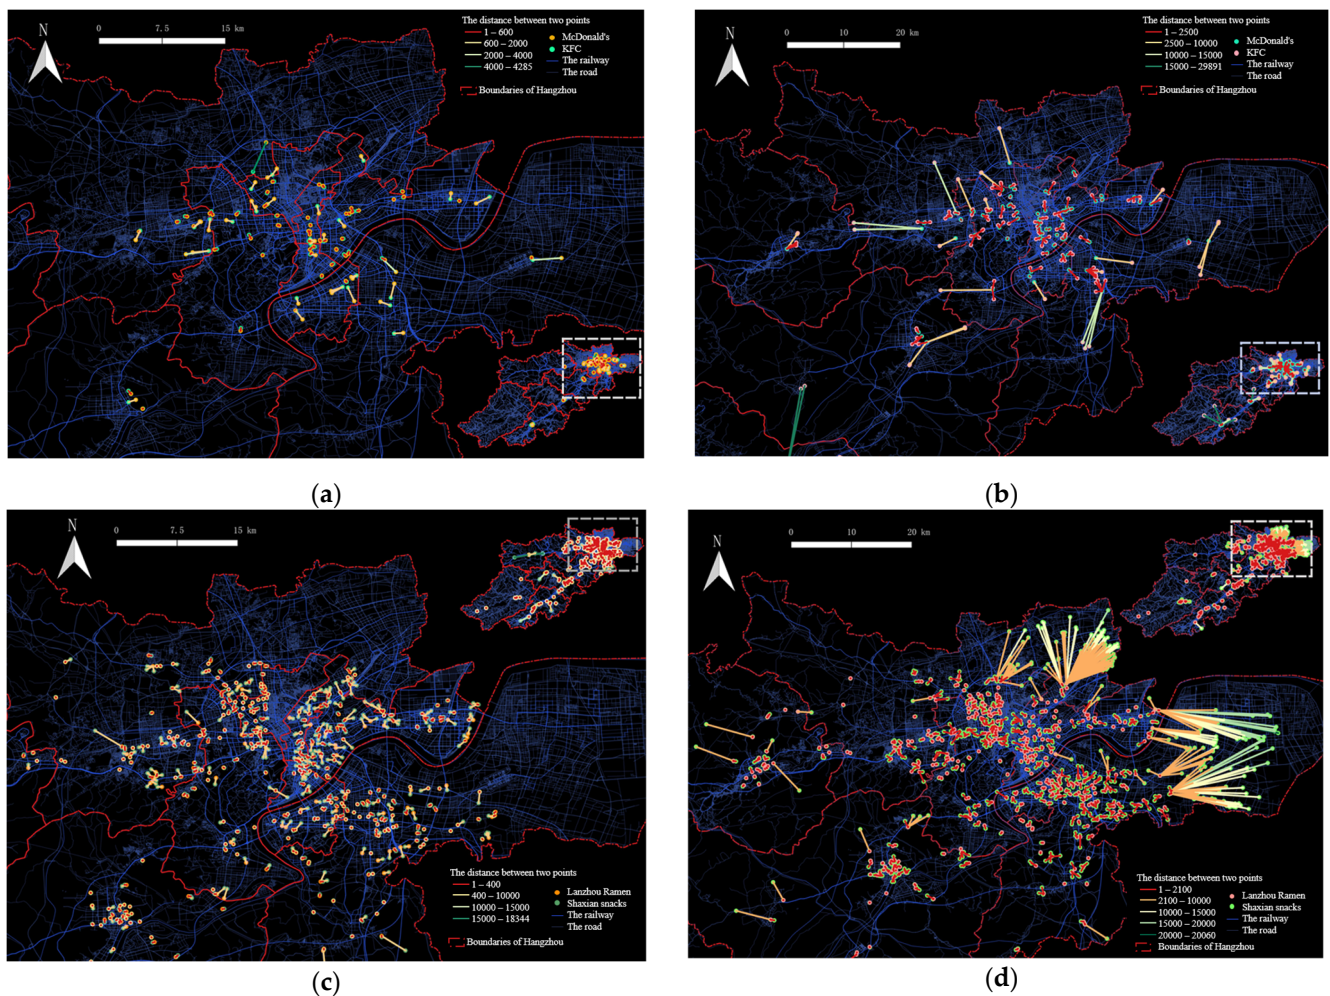 N
0 7.5 15 km
The distance between two points
1 – 600
600 – 2000
2000 – 4000
4000 – 4285
McDonald's
KFC
The railway
The road
Boundaries of Hangzhou
(a)
N
0 10 20 km
The distance between two points
1 – 2500
2500 – 10000
10000 – 15000
15000 – 29891
McDonald's
KFC
The railway
The road
Boundaries of Hangzhou
(b)
N
0 7.5 15 km
The distance between two points
1 – 400
400 – 10000
10000 – 15000
15000 – 18344
Lanzhou Ramen
Shaxian snacks
The railway
The road
Boundaries of Hangzhou
(c)
N
0 10 20 km
The distance between two points
1 – 2100
2100 – 10000
10000 – 15000
15000 – 20000
20000 – 20060
Lanzhou Ramen
Shaxian snacks
The railway
The road
Boundaries of Hangzhou
(d)